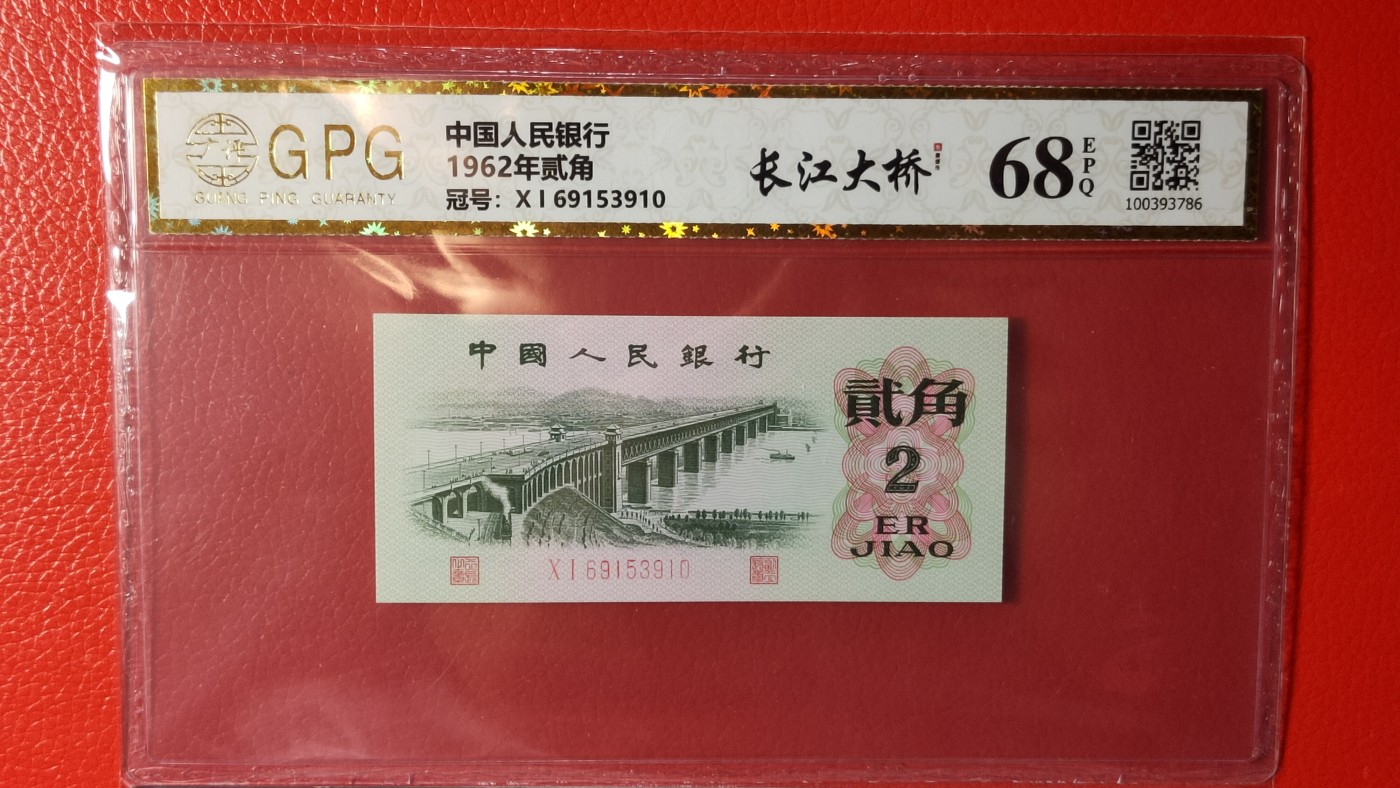 GPG
GUANG PING GUARANTY
中国人民银行
1962年贰角
冠号：XI69153910
长江大桥
68
EPQ
100393786
中國人民銀行
貳角
2
ER
JIAO
XI69153910